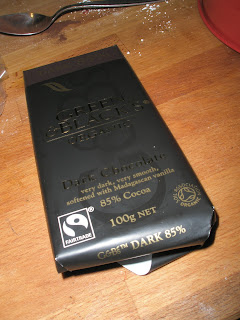 GREEN
&BLACK'S®
ORGANIC
Dark Chocolate
very dark, very smooth,
softened with Madagascan vanilla
85% Cocoa
100g NET
FAIRTRADE
ORGANIC
DARK 85%